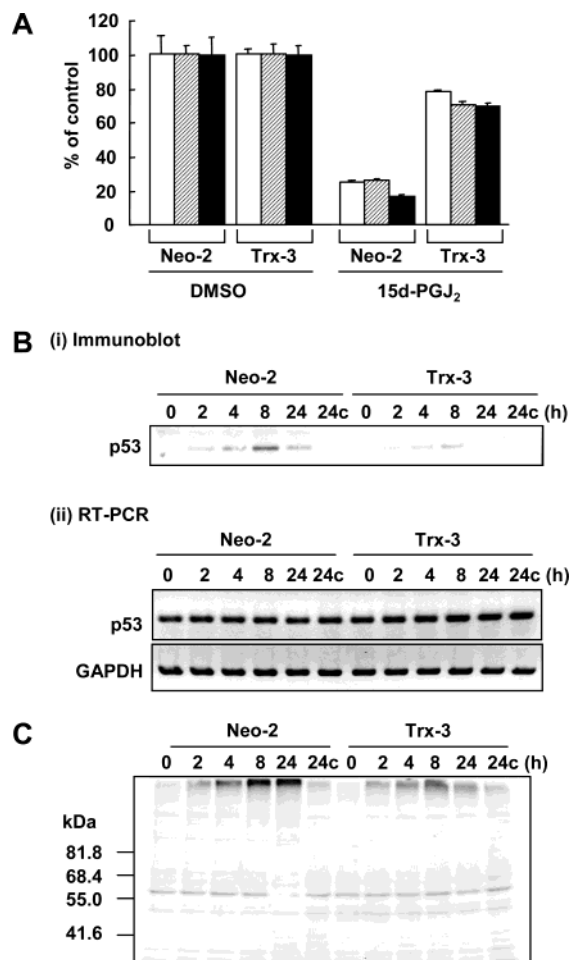 A
% of control
120
100
80
60
40
20
0
Neo-2 Trx-3 Neo-2 Trx-3
DMSO 15d-PGJ₂
B (i) Immunoblot
Neo-2 Trx-3
0 2 4 8 24 24c 0 2 4 8 24 24c (h)
p53
(ii) RT-PCR
Neo-2 Trx-3
0 2 4 8 24 24c 0 2 4 8 24 24c (h)
p53
GAPDH
C
Neo-2 Trx-3
0 2 4 8 24 24c 0 2 4 8 24 24c (h)
kDa
81.8
68.4
55.0
41.6